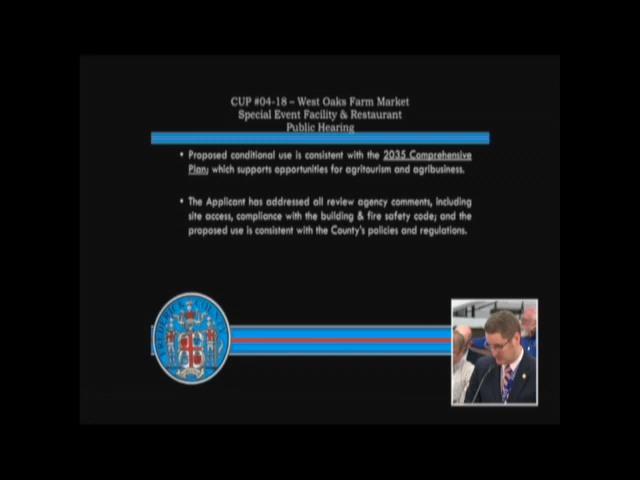 CUP #04-18 – West Oaks Farm Market
Special Event Facility & Restaurant
Public Hearing
• Proposed conditional use is consistent with the 2035 Comprehensive
Plan; which supports opportunities for agritourism and agribusiness.
• The Applicant has addressed all review agency comments, including
site access, compliance with the building & fire safety code; and the
proposed use is consistent with the County's policies and regulations.
FREDERICK COUNTY